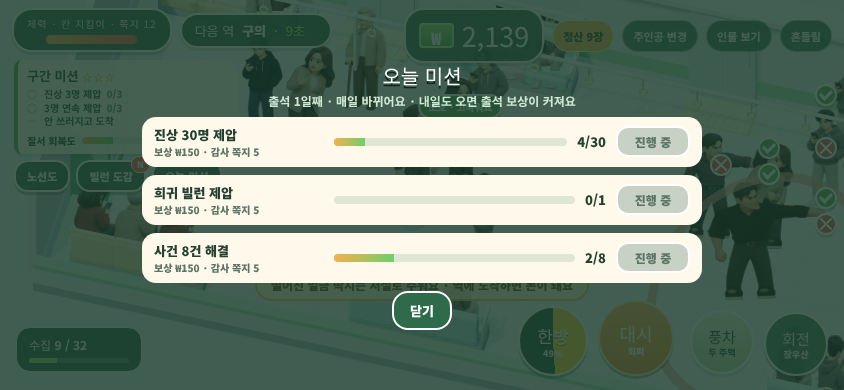 체력 · 칸 지킴이 · 쪽지 12
다음 역 구의 · 9초
₩ 2,139
정산 9장
주인공 변경
인물 보기
흔들림
구간 미션 ☆☆☆
진상 3명 제압 0/3
3명 연속 제압 0/3
안 쓰러지고 도착
질서 회복도
노선도
빌런 도감
N
오늘 미션
출석 1일째 · 매일 바뀌어요 · 내일도 오면 출석 보상이 커져요
진상 30명 제압
보상 ₩150 · 감사 쪽지 5
4/30
진행 중
희귀 빌런 제압
보상 ₩150 · 감사 쪽지 5
0/1
진행 중
사건 8건 해결
보상 ₩150 · 감사 쪽지 5
2/8
진행 중
닫기
수집 9 / 32
한방
대시
회피
풍차
두 주먹
회전
장우산